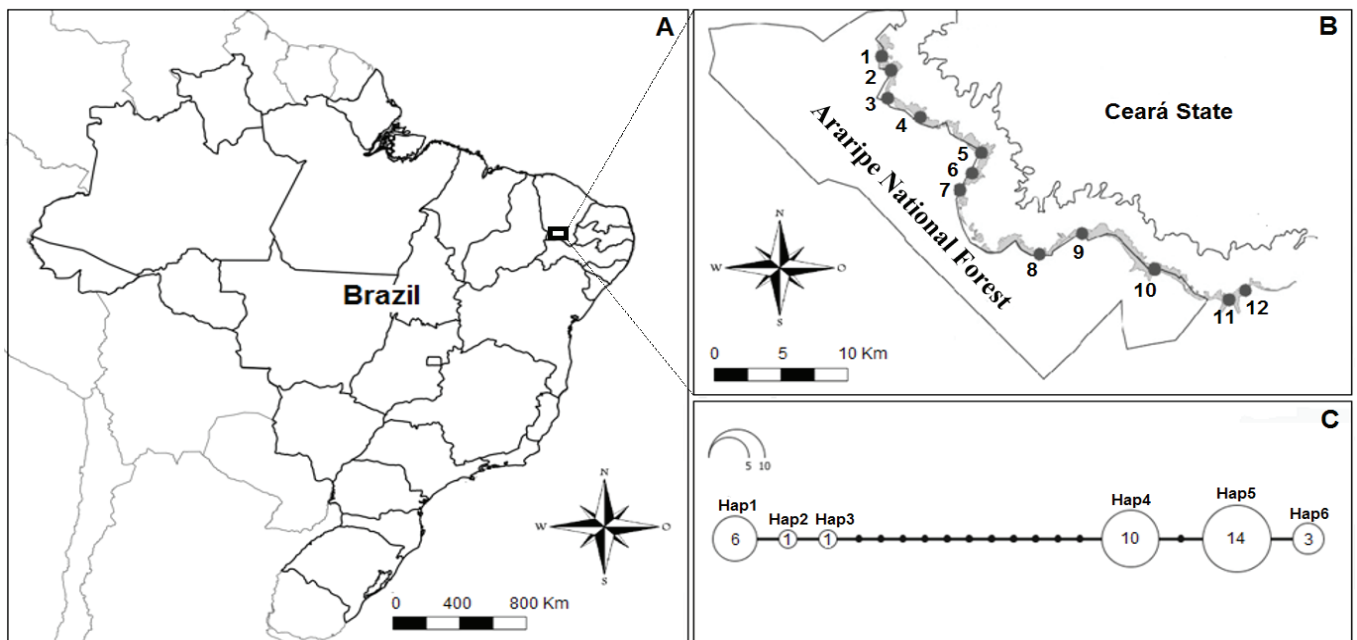 A
Brazil
N
W
O
S
0 400 800 Km
B
1
2
3
4
5
6
7
8
9
10
11
12
Ceará State
Araripe National Forest
N
W
O
S
0 5 10 Km
C
5 10
Hap1
Hap2
Hap3
Hap4
Hap5
Hap6
6
1
1
10
14
3